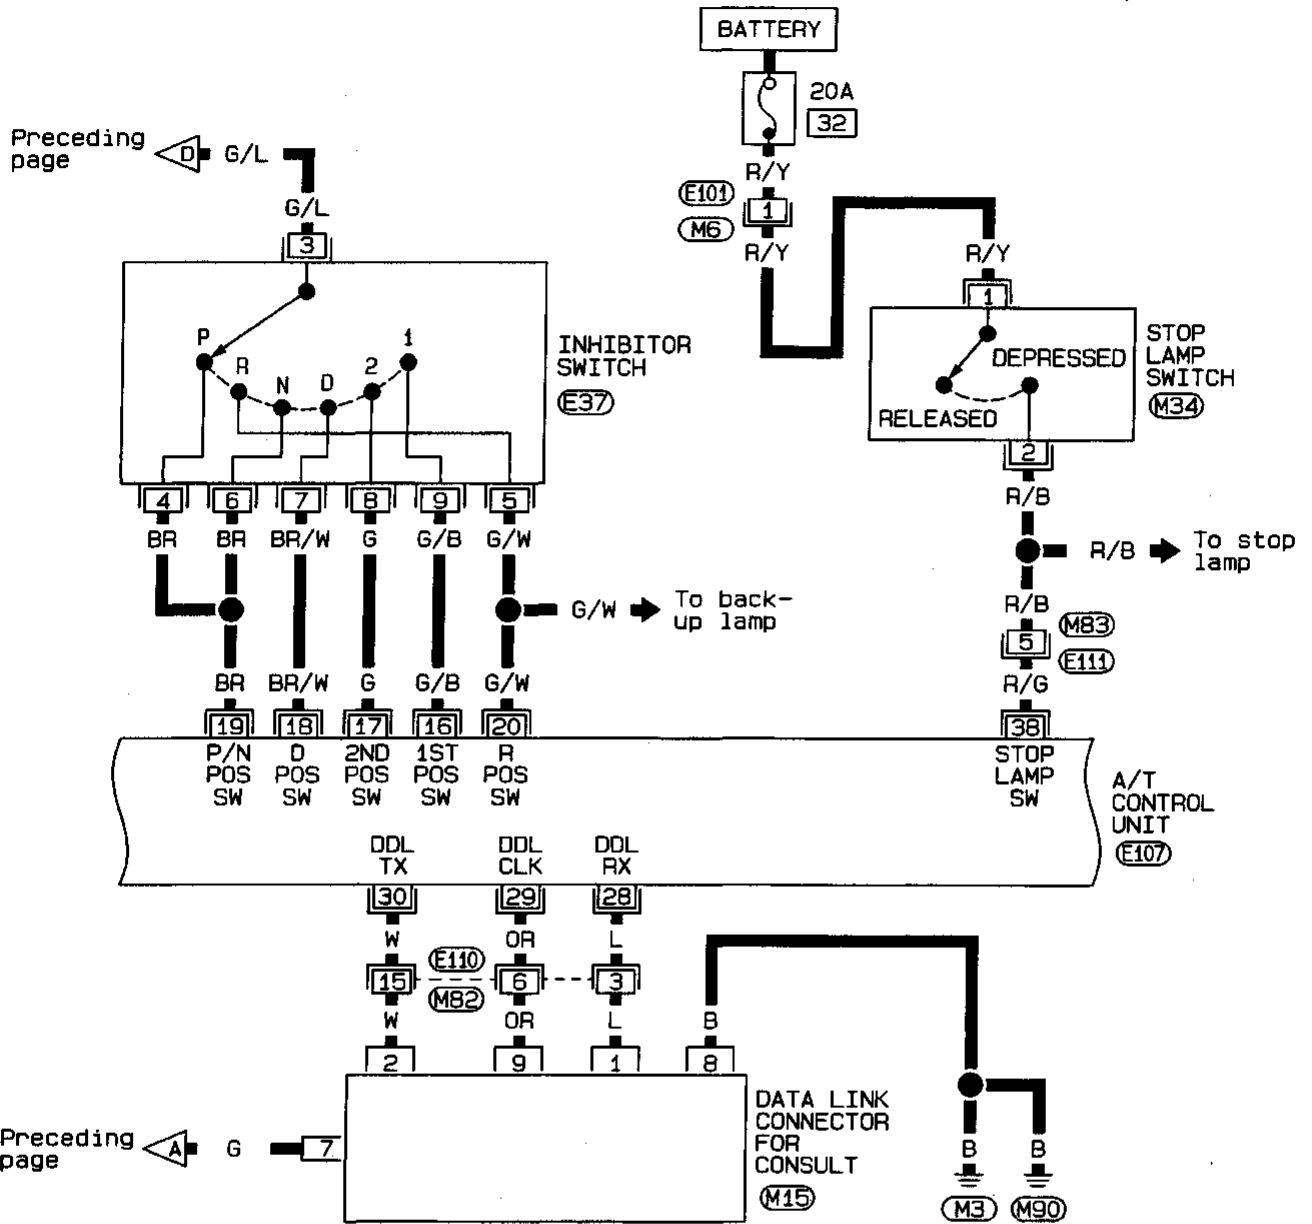 BATTERY
20A
32
Preceding
page
D
G/L
R/Y
E101
1
M6
G/L
3
R/Y
R/Y
1
P
R
N
D
2
1
INHIBITOR
SWITCH
E37
DEPRESSED
RELEASED
STOP
LAMP
SWITCH
M34
2
4
6
7
8
9
5
BR
BR
BR/W
G
G/B
G/W
R/B
R/B
To stop
lamp
G/W
To back-
up lamp
R/B
M83
5
E111
BR
BR/W
G
G/B
G/W
R/G
19
18
17
16
20
38
P/N
POS
SW
D
POS
SW
2ND
POS
SW
1ST
POS
SW
R
POS
SW
STOP
LAMP
SW
A/T
CONTROL
UNIT
E107
DDL
TX
DDL
CLK
DDL
RX
30
29
28
W
OR
L
E110
15
6
3
M82
W
OR
L
B
2
9
1
8
Preceding
page
A
G
7
DATA LINK
CONNECTOR
FOR
CONSULT
M15
B
B
M3
M90